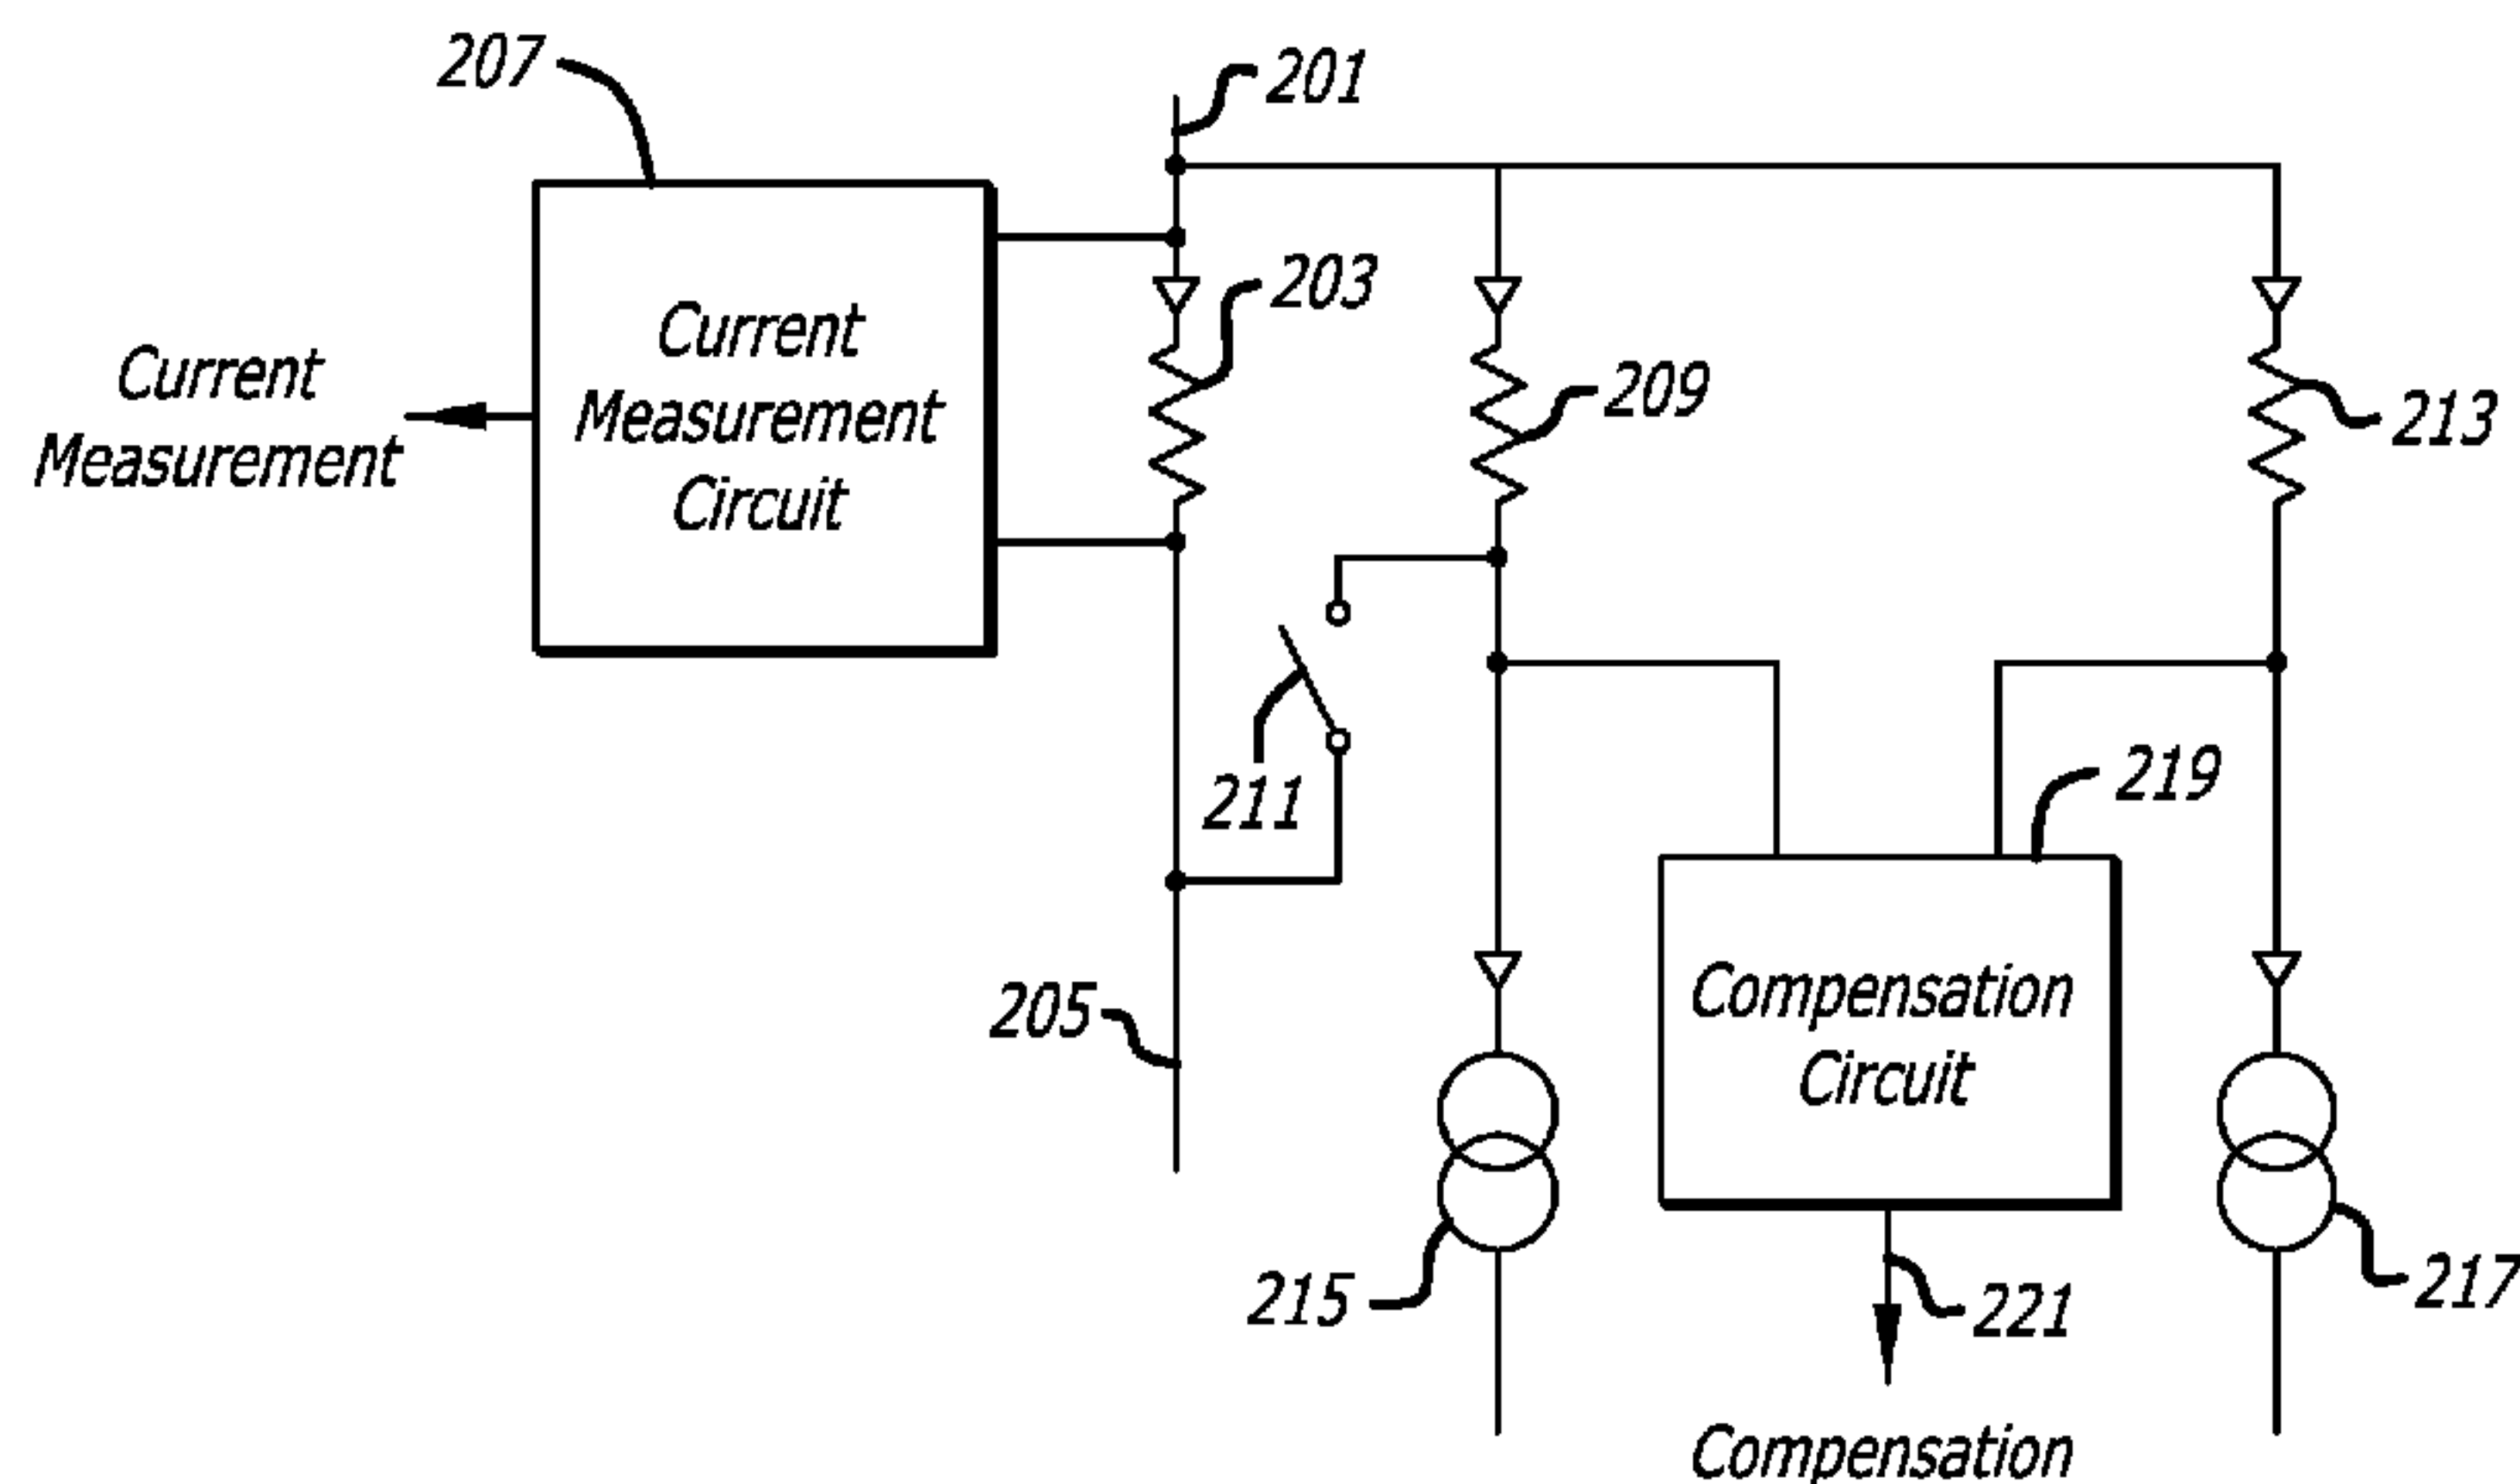 207
201
203
209
213
Current
Measurement
Current
Measurement
Circuit
211
219
205
Compensation
Circuit
215
217
221
Compensation